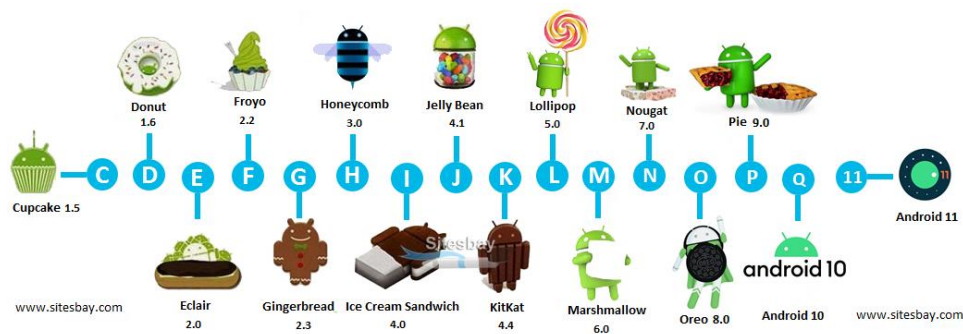 Donut
1.6
Froyo
2.2
Honeycomb
3.0
Jelly Bean
4.1
Lollipop
5.0
Nougat
7.0
Pie 9.0
Cupcake 1.5
C
D
E
F
G
H
I
J
K
L
M
N
O
P
Q
11
11
Android 11
Eclair
2.0
Gingerbread
2.3
Sitesbay
Ice Cream Sandwich
4.0
KitKat
4.4
Marshmallow
6.0
Oreo 8.0
android 10
Android 10
www.sitesbay.com
www.sitesbay.com